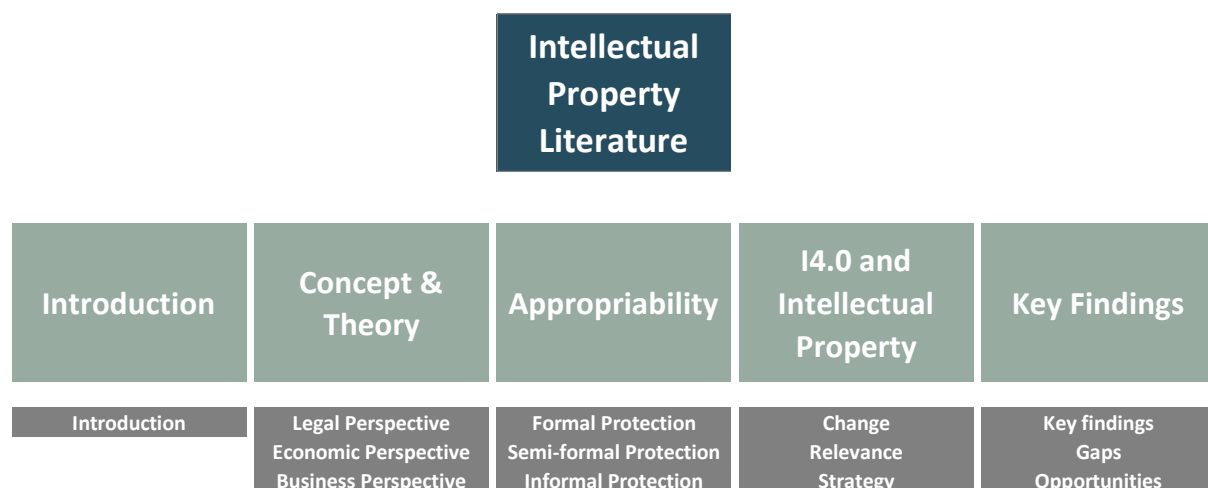 Intellectual
Property
Literature
Introduction
Concept &
Theory
Appropriability
I4.0 and
Intellectual
Property
Key Findings
Introduction
Legal Perspective
Economic Perspective
Business Perspective
Formal Protection
Semi-formal Protection
Informal Protection
Change
Relevance
Strategy
Key findings
Gaps
Opportunities